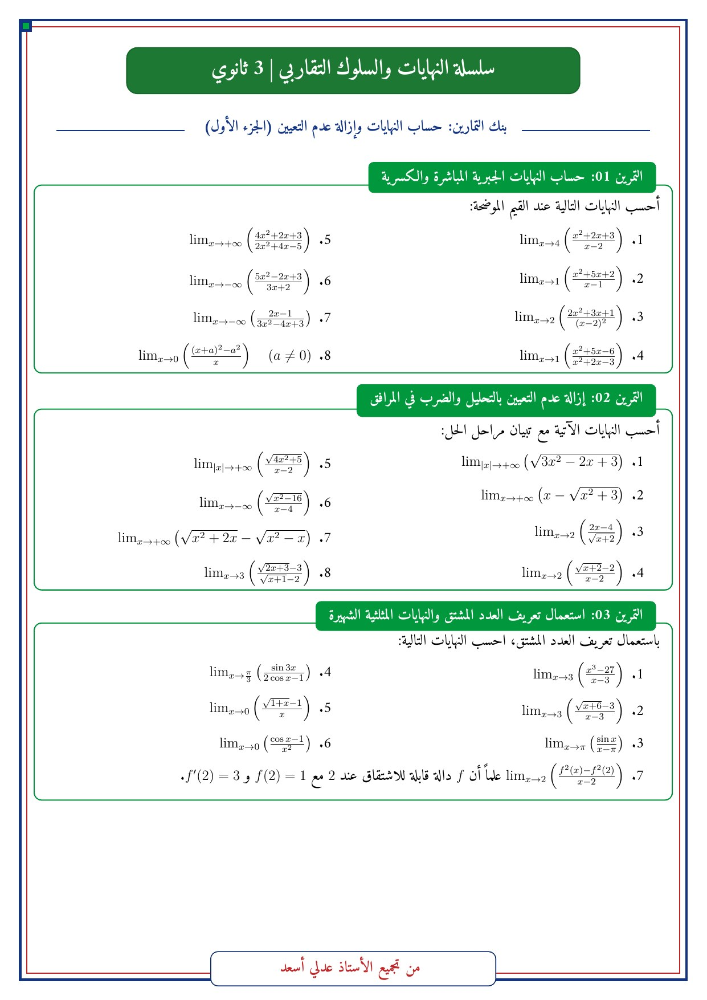 سلسلة النهايات والسلوك التقاربي | 3 ثانوي
بنك التمارين: حساب النهايات وإزالة عدم التعيين (الجزء الأول)
التمرين 01: حساب النهايات الجبرية المباشرة والكسرية
أحسب النهايات التالية عند القيم الموضحة:
1. $\lim_{x\to 4}\left(\frac{x^2+2x+3}{x-2}\right)$
2. $\lim_{x\to 1}\left(\frac{x^2+5x+2}{x-1}\right)$
3. $\lim_{x\to 2}\left(\frac{2x^2+3x+1}{(x-2)^2}\right)$
4. $\lim_{x\to 1}\left(\frac{x^2+5x-6}{x^2+2x-3}\right)$
5. $\lim_{x\to +\infty}\left(\frac{4x^2+2x+3}{2x^2+4x-5}\right)$
6. $\lim_{x\to -\infty}\left(\frac{5x^2-2x+3}{3x+2}\right)$
7. $\lim_{x\to -\infty}\left(\frac{2x-1}{3x^2-4x+3}\right)$
8. $\lim_{x\to 0}\left(\frac{(x+a)^2-a^2}{x}\right) \quad (a \neq 0)$
التمرين 02: إزالة عدم التعيين بالتحليل والضرب في المرافق
أحسب النهايات الآتية مع تبيان مراحل الحل:
1. $\lim_{|x|\to +\infty}\left(\sqrt{3x^2-2x+3}\right)$
2. $\lim_{x\to +\infty}\left(x-\sqrt{x^2+3}\right)$
3. $\lim_{x\to 2}\left(\frac{2x-4}{\sqrt{x+2}}\right)$
4. $\lim_{x\to 2}\left(\frac{\sqrt{x+2}-2}{x-2}\right)$
5. $\lim_{|x|\to +\infty}\left(\frac{\sqrt{4x^2+5}}{x-2}\right)$
6. $\lim_{x\to -\infty}\left(\frac{\sqrt{x^2-16}}{x-4}\right)$
7. $\lim_{x\to +\infty}\left(\sqrt{x^2+2x}-\sqrt{x^2-x}\right)$
8. $\lim_{x\to 3}\left(\frac{\sqrt{2x+3}-3}{\sqrt{x+1}-2}\right)$
التمرين 03: استعمال تعريف العدد المشتق والنهايات المثلثية الشهيرة
باستعمال تعريف العدد المشتق، احسب النهايات التالية:
1. $\lim_{x\to 3}\left(\frac{x^3-27}{x-3}\right)$
2. $\lim_{x\to 3}\left(\frac{\sqrt{x+6}-3}{x-3}\right)$
3. $\lim_{x\to \pi}\left(\frac{\sin x}{x-\pi}\right)$
4. $\lim_{x\to \frac{\pi}{3}}\left(\frac{\sin 3x}{2\cos x-1}\right)$
5. $\lim_{x\to 0}\left(\frac{\sqrt{1+x}-1}{x}\right)$
6. $\lim_{x\to 0}\left(\frac{\cos x-1}{x^2}\right)$
7. $\lim_{x\to 2}\left(\frac{f^2(x)-f^2(2)}{x-2}\right)$ علماً أن $f$ دالة قابلة للاشتقاق عند 2 مع $f(2)=1$ و $f'(2)=3$.
من تجميع الأستاذ عدلي أسعد